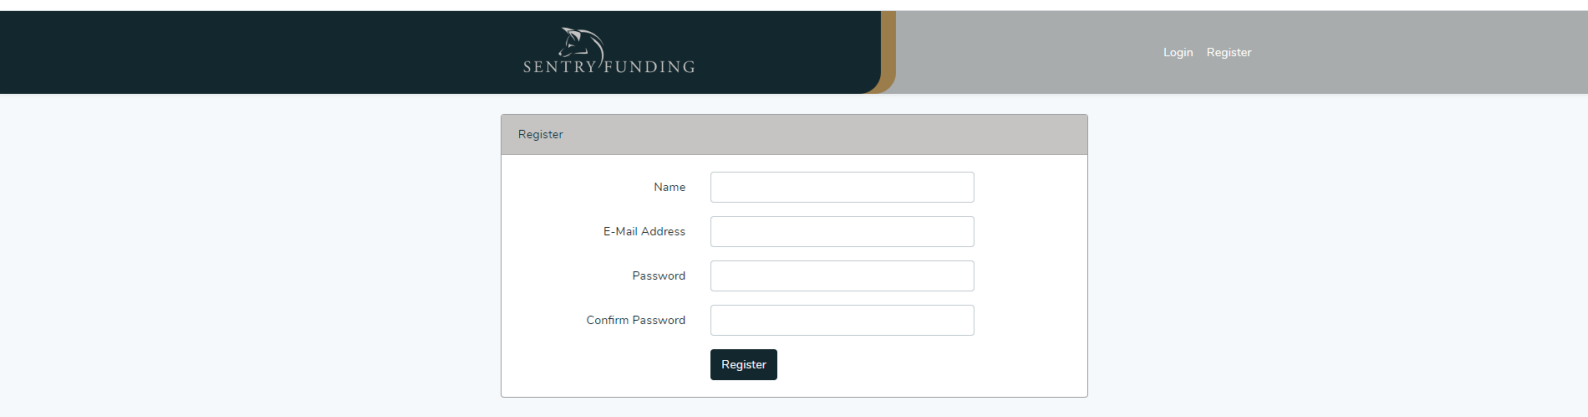 SENTRY FUNDING
Login Register
Register
Name
E-Mail Address
Password
Confirm Password
Register